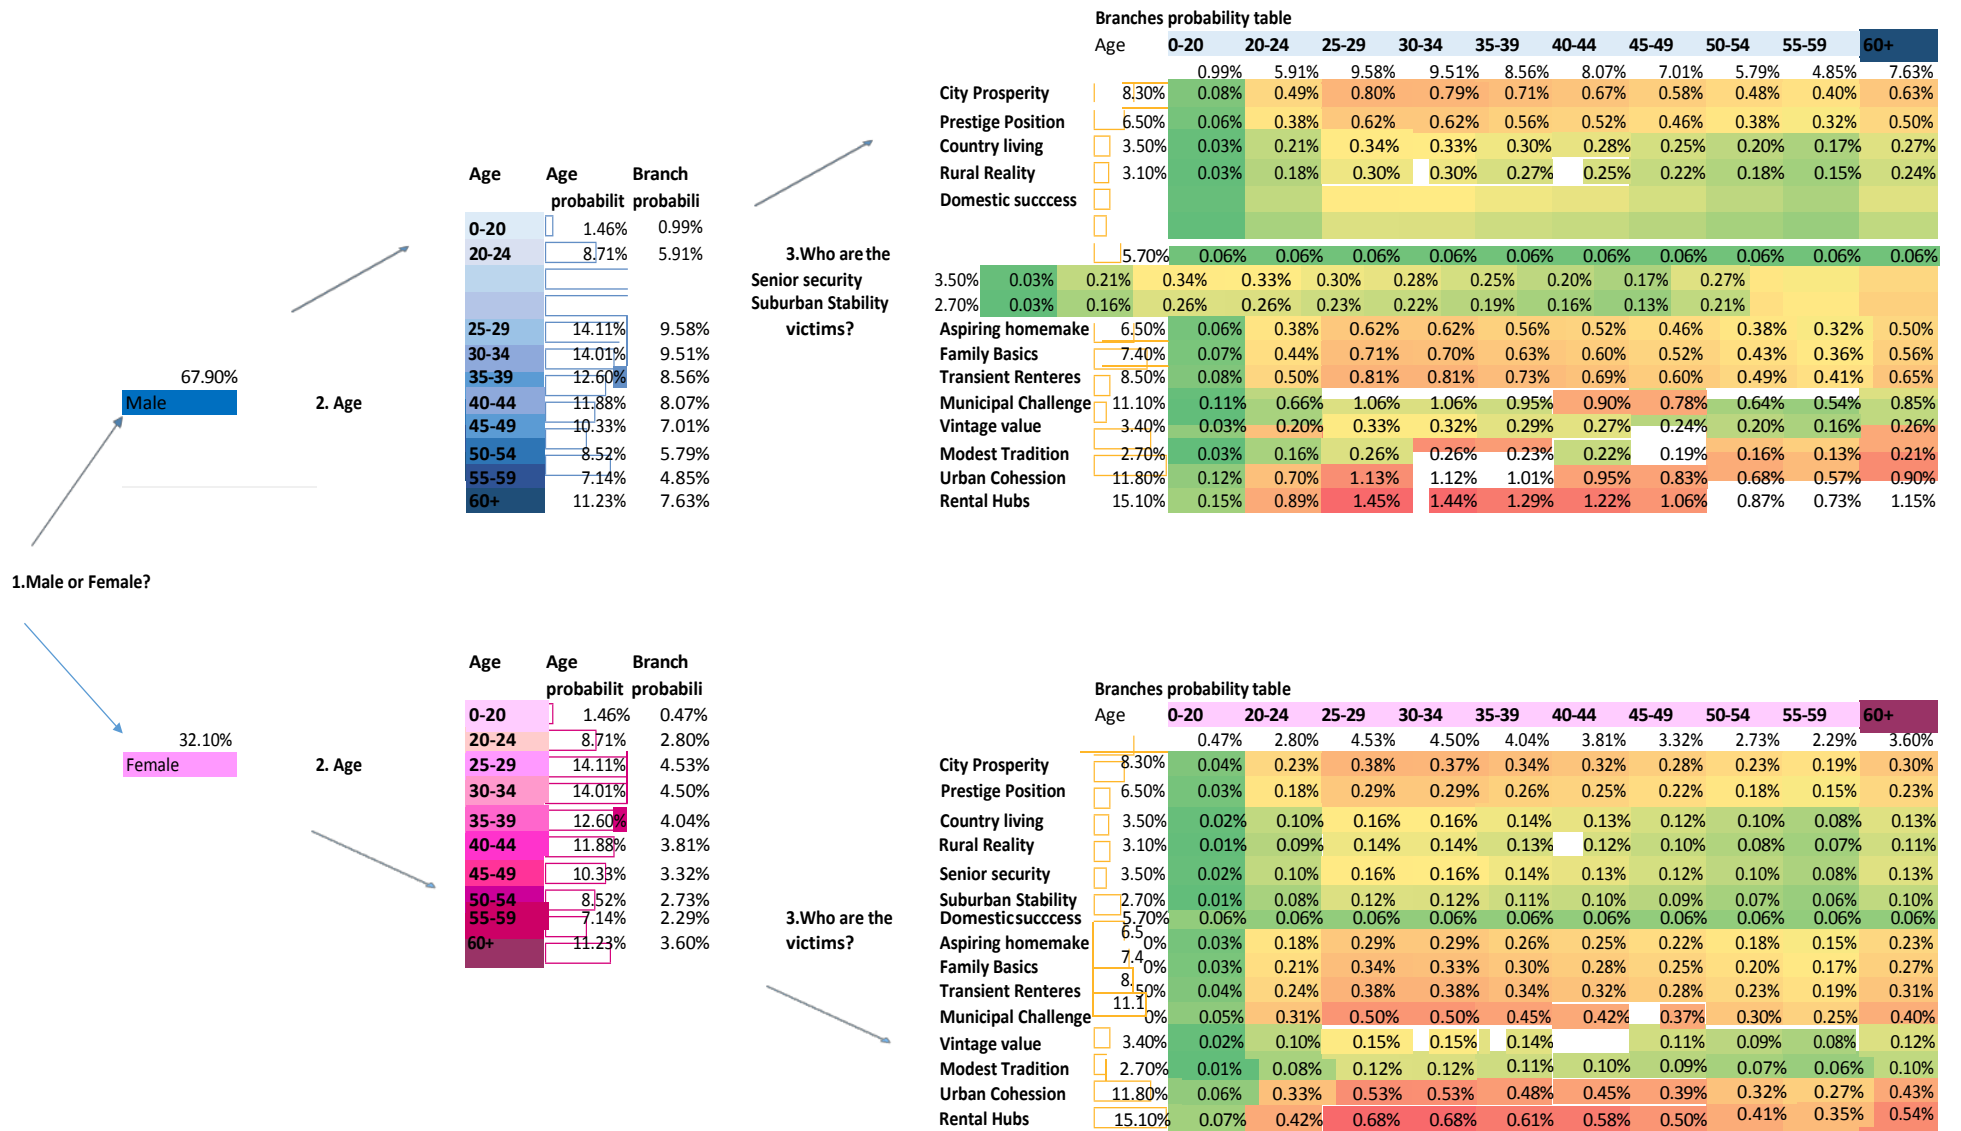 Branches probability table
Age 0-20 20-24 25-29 30-34 35-39 40-44 45-49 50-54 55-59 60+
0.99% 5.91% 9.58% 9.51% 8.56% 8.07% 7.01% 5.79% 4.85% 7.63%
City Prosperity 8.30% 0.08% 0.49% 0.80% 0.79% 0.71% 0.67% 0.58% 0.48% 0.40% 0.63%
Prestige Position 6.50% 0.06% 0.38% 0.62% 0.62% 0.56% 0.52% 0.46% 0.38% 0.32% 0.50%
Country living 3.50% 0.03% 0.21% 0.34% 0.33% 0.30% 0.28% 0.25% 0.20% 0.17% 0.27%
Rural Reality 3.10% 0.03% 0.18% 0.30% 0.30% 0.27% 0.25% 0.22% 0.18% 0.15% 0.24%
Domestic succcess
5.70% 0.06% 0.06% 0.06% 0.06% 0.06% 0.06% 0.06% 0.06% 0.06% 0.06%
3.Who are the
Senior security 3.50% 0.03% 0.21% 0.34% 0.33% 0.30% 0.28% 0.25% 0.20% 0.17% 0.27%
Suburban Stability 2.70% 0.03% 0.16% 0.26% 0.26% 0.23% 0.22% 0.19% 0.16% 0.13% 0.21%
victims?
Aspiring homemake 6.50% 0.06% 0.38% 0.62% 0.62% 0.56% 0.52% 0.46% 0.38% 0.32% 0.50%
Family Basics 7.40% 0.07% 0.44% 0.71% 0.70% 0.63% 0.60% 0.52% 0.43% 0.36% 0.56%
Transient Renteres 8.50% 0.08% 0.50% 0.81% 0.81% 0.73% 0.69% 0.60% 0.49% 0.41% 0.65%
Municipal Challenge 11.10% 0.11% 0.66% 1.06% 1.06% 0.95% 0.90% 0.78% 0.64% 0.54% 0.85%
Vintage value 3.40% 0.03% 0.20% 0.33% 0.32% 0.29% 0.27% 0.24% 0.20% 0.16% 0.26%
Modest Tradition 2.70% 0.03% 0.16% 0.26% 0.26% 0.23% 0.22% 0.19% 0.16% 0.13% 0.21%
Urban Cohession 11.80% 0.12% 0.70% 1.13% 1.12% 1.01% 0.95% 0.83% 0.68% 0.57% 0.90%
Rental Hubs 15.10% 0.15% 0.89% 1.45% 1.44% 1.29% 1.22% 1.06% 0.87% 0.73% 1.15%
Age Age Branch
probabilit probabili
0-20 1.46% 0.99%
20-24 8.71% 5.91%
25-29 14.11% 9.58%
30-34 14.01% 9.51%
35-39 12.60% 8.56%
40-44 11.88% 8.07%
45-49 10.33% 7.01%
50-54 8.52% 5.79%
55-59 7.14% 4.85%
60+ 11.23% 7.63%
67.90%
Male
2. Age
1.Male or Female?
32.10%
Female
2. Age
Age Age Branch
probabilit probabili
0-20 1.46% 0.47%
20-24 8.71% 2.80%
25-29 14.11% 4.53%
30-34 14.01% 4.50%
35-39 12.60% 4.04%
40-44 11.88% 3.81%
45-49 10.33% 3.32%
50-54 8.52% 2.73%
55-59 7.14% 2.29%
60+ 11.23% 3.60%
3.Who are the
victims?
Branches probability table
Age 0-20 20-24 25-29 30-34 35-39 40-44 45-49 50-54 55-59 60+
0.47% 2.80% 4.53% 4.50% 4.04% 3.81% 3.32% 2.73% 2.29% 3.60%
City Prosperity 8.30% 0.04% 0.23% 0.38% 0.37% 0.34% 0.32% 0.28% 0.23% 0.19% 0.30%
Prestige Position 6.50% 0.03% 0.18% 0.29% 0.29% 0.26% 0.25% 0.22% 0.18% 0.15% 0.23%
Country living 3.50% 0.02% 0.10% 0.16% 0.16% 0.14% 0.13% 0.12% 0.10% 0.08% 0.13%
Rural Reality 3.10% 0.01% 0.09% 0.14% 0.14% 0.13% 0.12% 0.10% 0.08% 0.07% 0.11%
Senior security 3.50% 0.02% 0.10% 0.16% 0.16% 0.14% 0.13% 0.12% 0.10% 0.08% 0.13%
Suburban Stability 2.70% 0.01% 0.08% 0.12% 0.12% 0.11% 0.10% 0.09% 0.07% 0.06% 0.10%
Domestic succcess 5.70% 0.06% 0.06% 0.06% 0.06% 0.06% 0.06% 0.06% 0.06% 0.06% 0.06%
Aspiring homemake 6.50% 0.03% 0.18% 0.29% 0.29% 0.26% 0.25% 0.22% 0.18% 0.15% 0.23%
Family Basics 7.40% 0.03% 0.21% 0.34% 0.33% 0.30% 0.28% 0.25% 0.20% 0.17% 0.27%
Transient Renteres 8.50% 0.04% 0.24% 0.38% 0.38% 0.34% 0.32% 0.28% 0.23% 0.19% 0.31%
Municipal Challenge 11.10% 0.05% 0.31% 0.50% 0.50% 0.45% 0.42% 0.37% 0.30% 0.25% 0.40%
Vintage value 3.40% 0.02% 0.10% 0.15% 0.15% 0.14% 0.11% 0.09% 0.08% 0.12%
Modest Tradition 2.70% 0.01% 0.08% 0.12% 0.12% 0.11% 0.10% 0.09% 0.07% 0.06% 0.10%
Urban Cohession 11.80% 0.06% 0.33% 0.53% 0.53% 0.48% 0.45% 0.39% 0.32% 0.27% 0.43%
Rental Hubs 15.10% 0.07% 0.42% 0.68% 0.68% 0.61% 0.58% 0.50% 0.41% 0.35% 0.54%